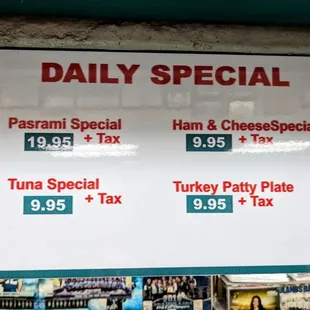 DAILY SPECIAL
Pasrami Special
19.95 + Tax
Ham & CheeseSpecia
9.95 + Tax
Tuna Special
9.95 + Tax
Turkey Patty Plate
9.95 + Tax